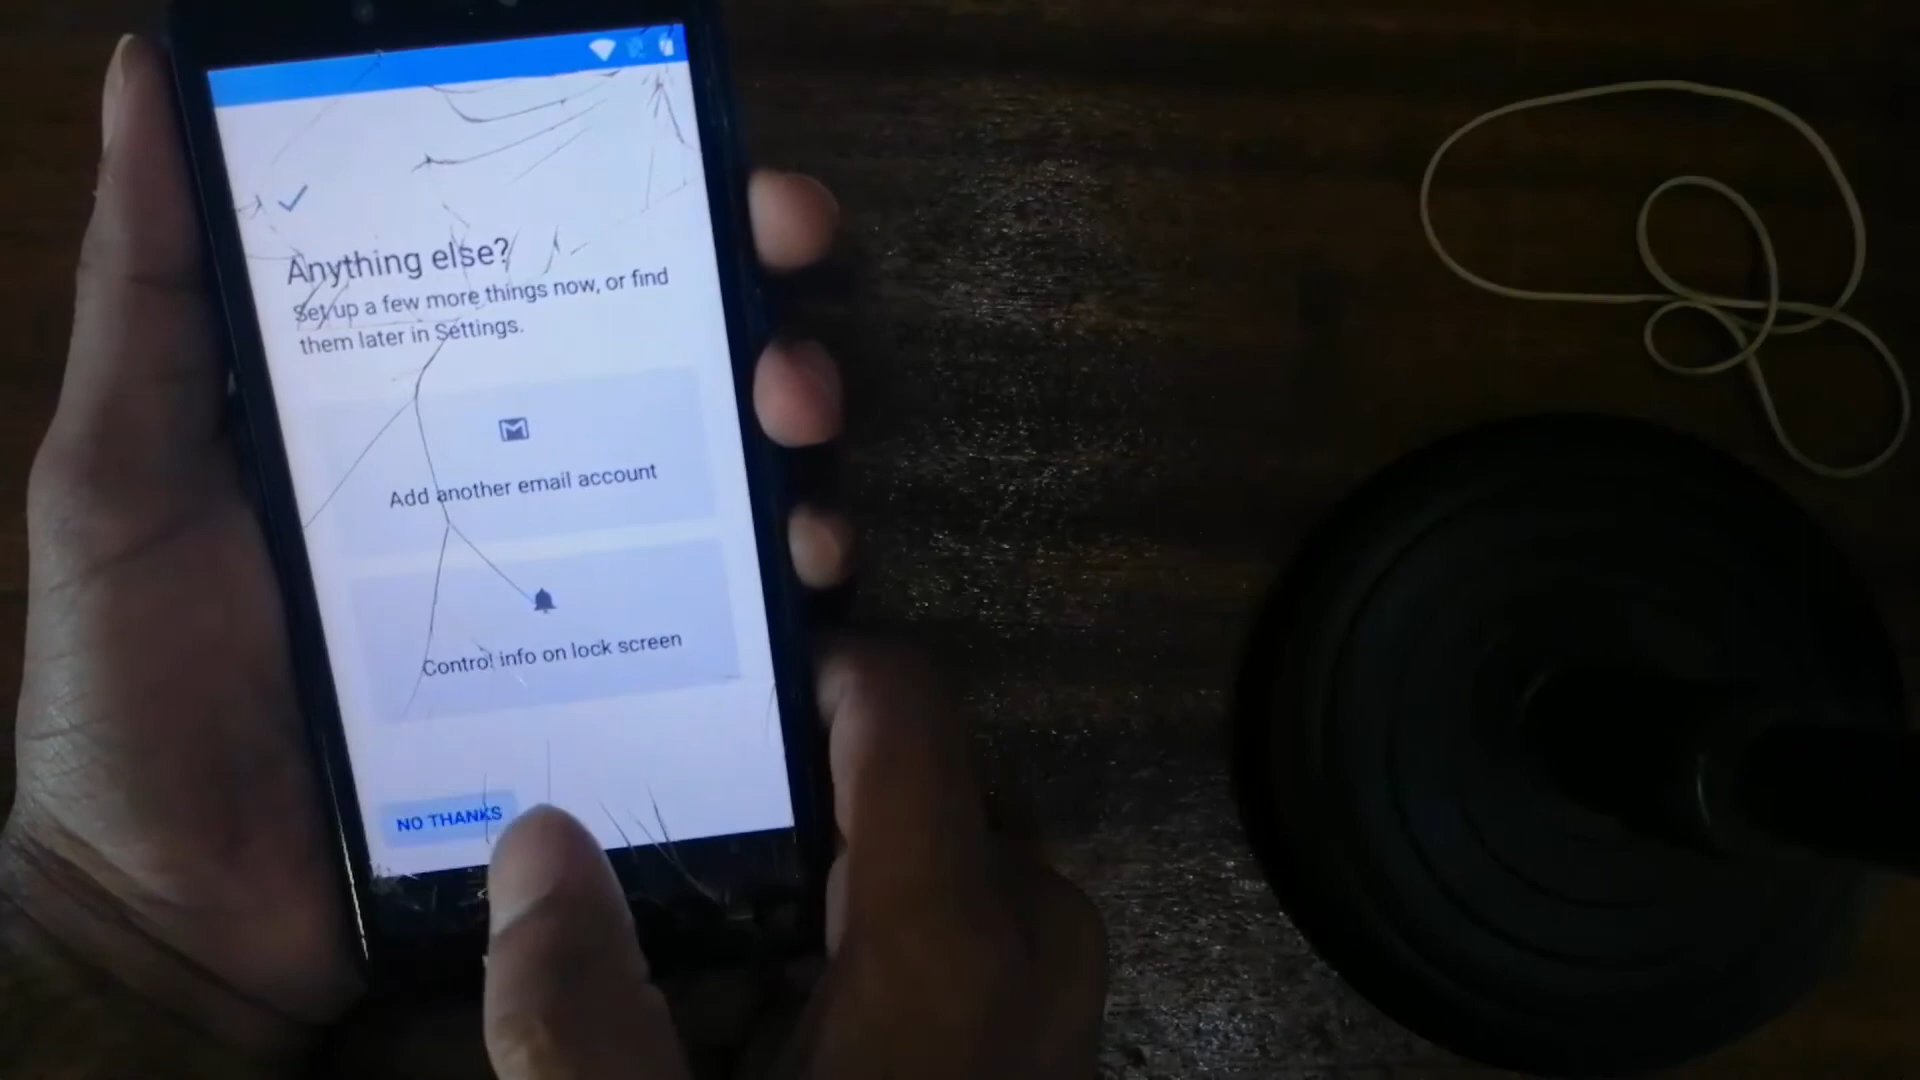 Anything else?
Set up a few more things now, or find
them later in Settings.
Add another email account
Control info on lock screen
NO THANKS